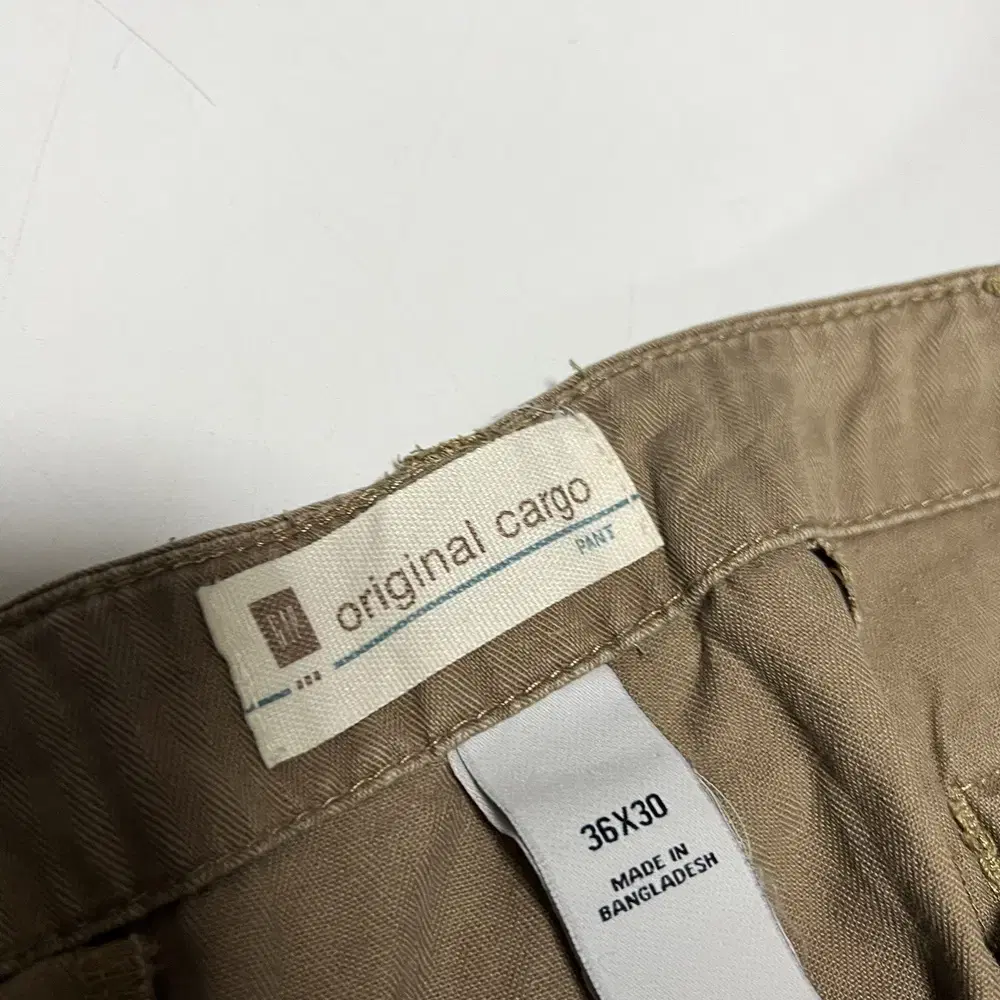 original cargo
PANT
36X30
MADE IN
BANGLADESH